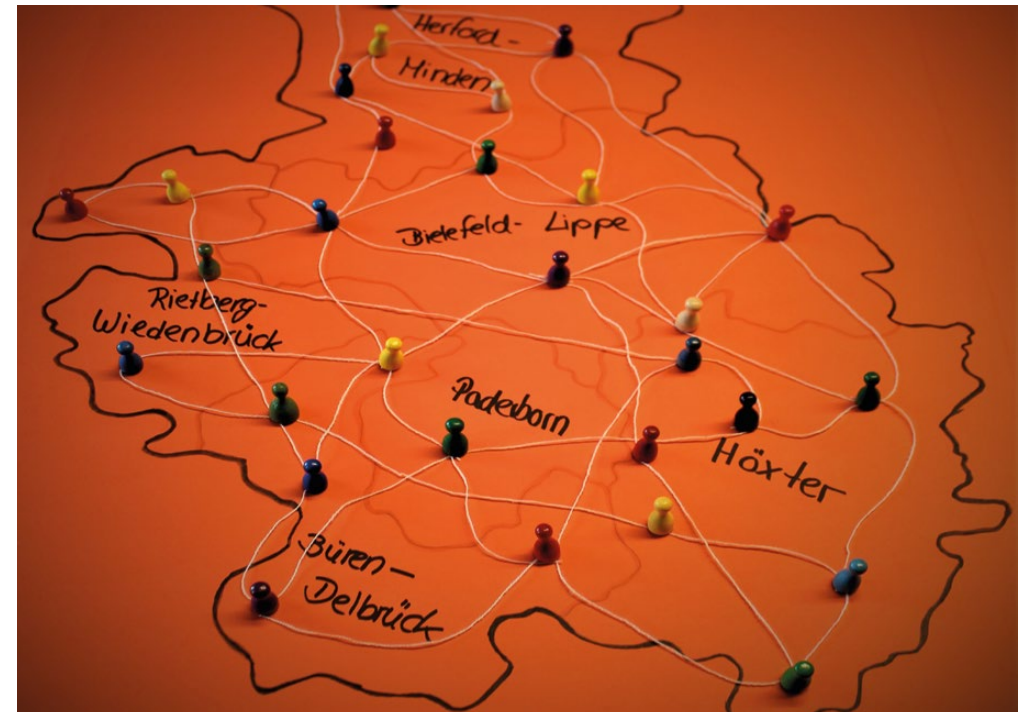 Herford-
Minden
Bielefeld- Lippe
Rietberg-
Wiedenbrück
Paderborn
Höxter
Büren-
Delbrück